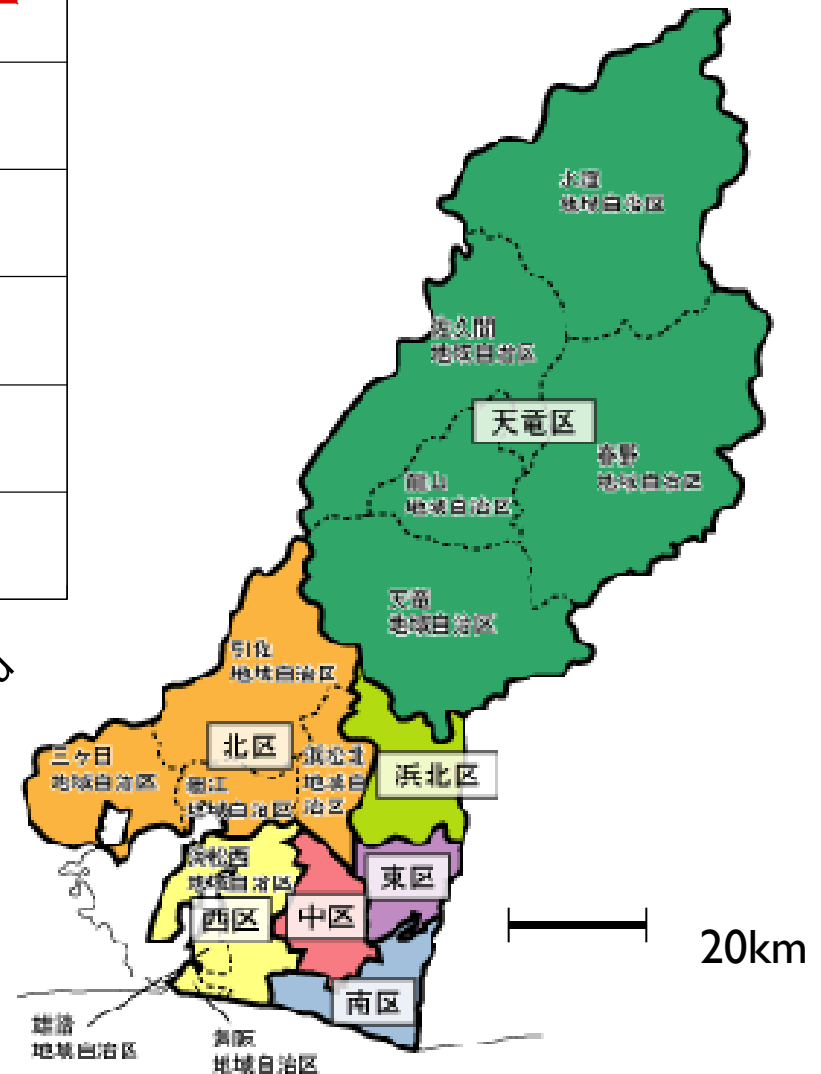 水窪
地域自治区
佐久間
地域自治区
天竜区
春野
地域自治区
龍山
地域自治区
天竜
地域自治区
引佐
地域自治区
北区
三ヶ日
地域自治区
細江
地域自治区
浜松北
地域自
治区
浜北区
浜松西
地域自治区
東区
西区
中区
20km
南区
雄踏
地域自治区
舞阪
地域自治区